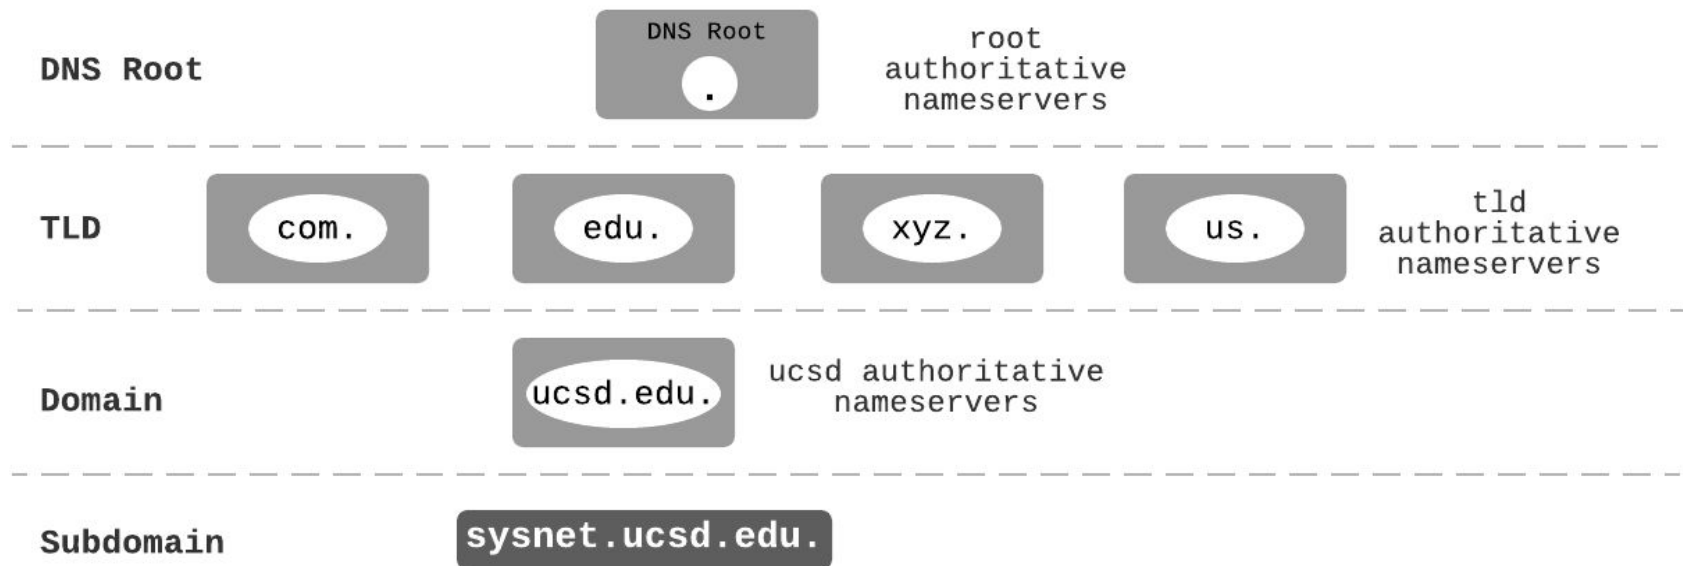 DNS Root
DNS Root
.
root
authoritative
nameservers
TLD
com.
edu.
xyz.
us.
tld
authoritative
nameservers
Domain
ucsd.edu.
ucsd authoritative
nameservers
Subdomain
sysnet.ucsd.edu.